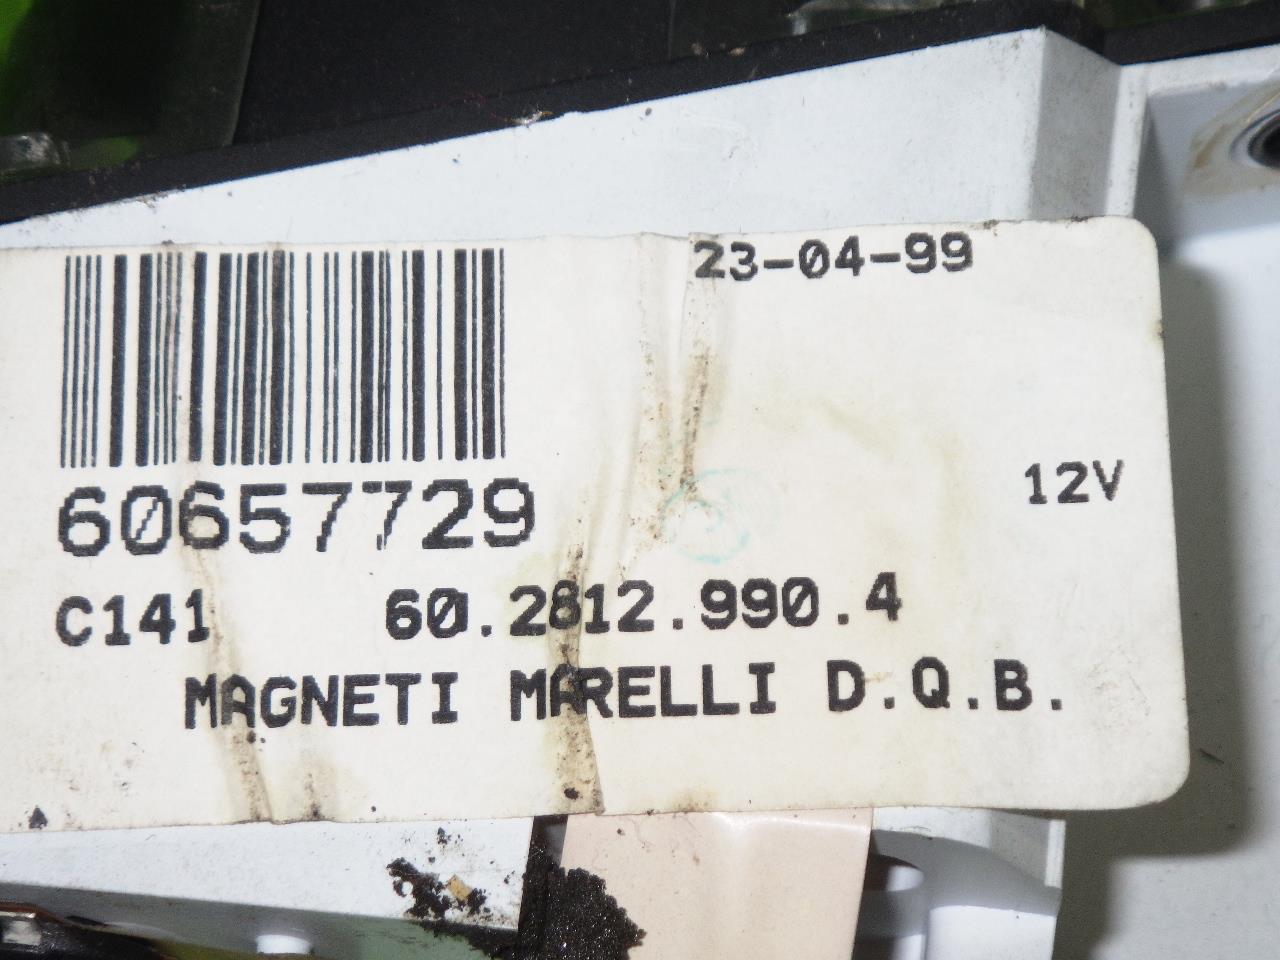 23-04-99
12V
60657729
C141 60.2812.990.4
MAGNETI MARELLI D.Q.B.